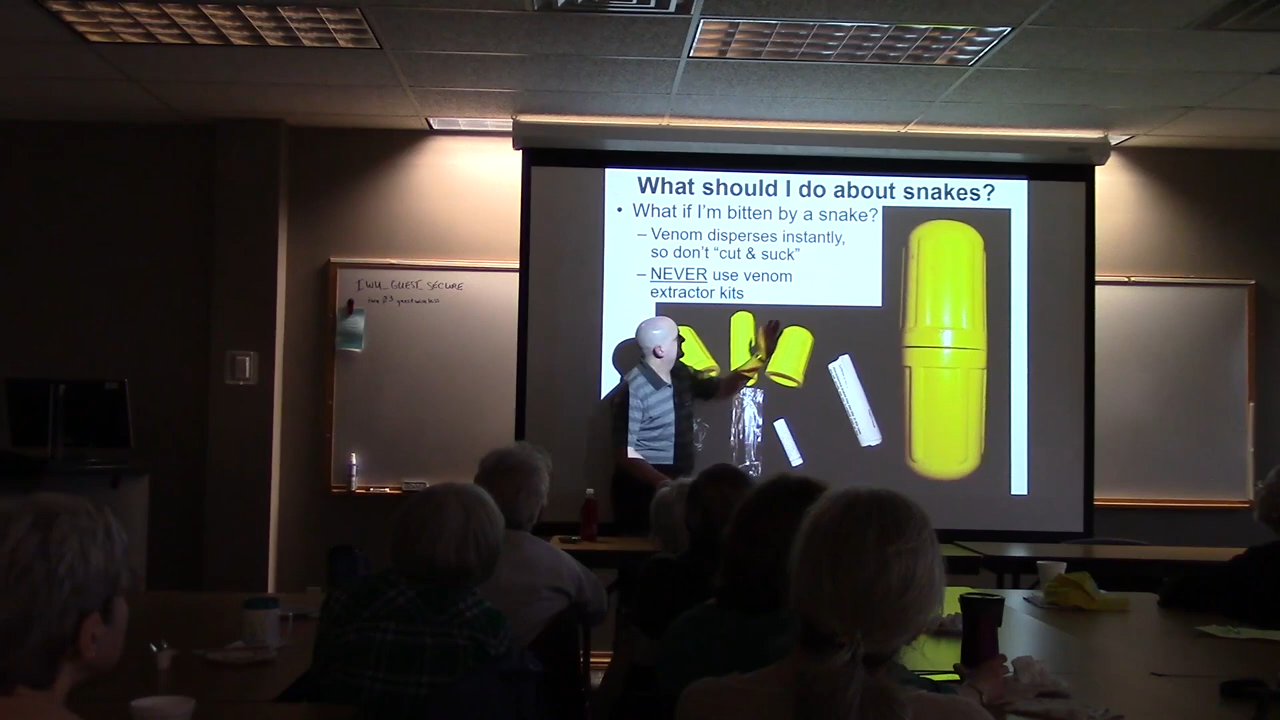 What should I do about snakes?
• What if I'm bitten by a snake?
– Venom disperses instantly,
so don't “cut & suck”
– NEVER use venom
extractor kits
IWU_GUEST_SECURE